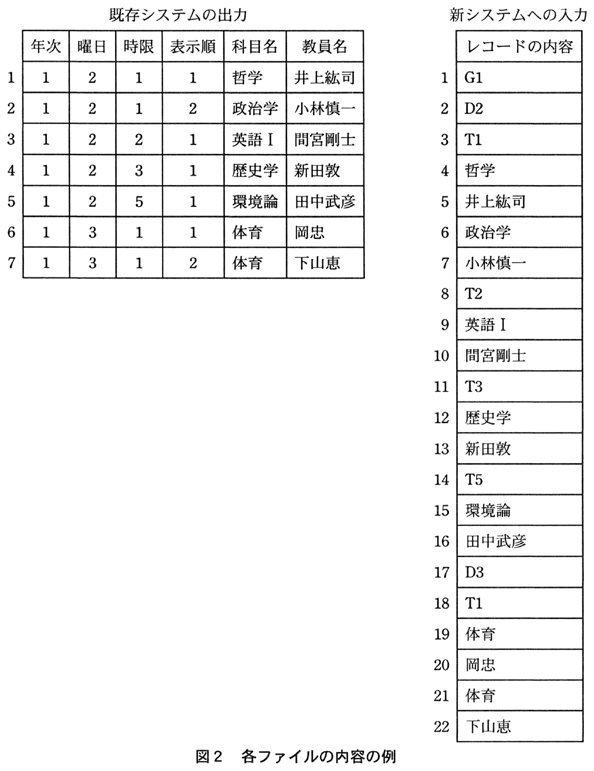 既存システムの出力
年次 曜日 時限 表示順 科目名 教員名
1 1 2 1 1 哲学 井上紘司
2 1 2 1 2 政治学 小林慎一
3 1 2 2 1 英語Ⅰ 間宮剛士
4 1 2 3 1 歴史学 新田敦
5 1 2 5 1 環境論 田中武彦
6 1 3 1 1 体育 岡忠
7 1 3 1 2 体育 下山恵
新システムへの入力
レコードの内容
1 G1
2 D2
3 T1
4 哲学
5 井上紘司
6 政治学
7 小林慎一
8 T2
9 英語Ⅰ
10 間宮剛士
11 T3
12 歴史学
13 新田敦
14 T5
15 環境論
16 田中武彦
17 D3
18 T1
19 体育
20 岡忠
21 体育
22 下山恵
図2 各ファイルの内容の例